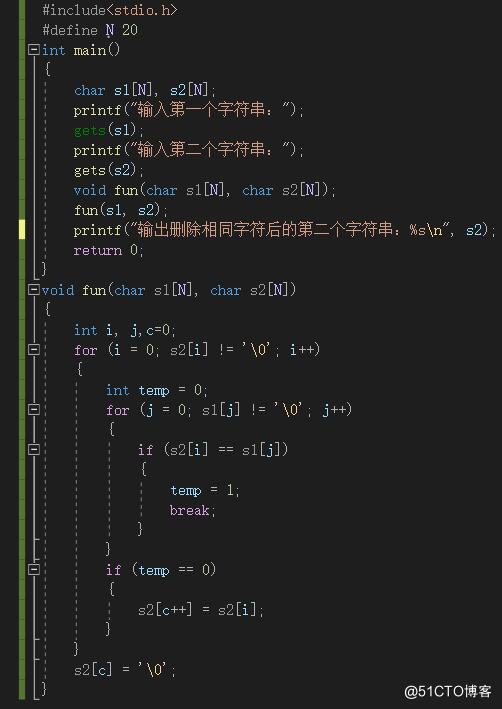 #include<stdio.h>
#define N 20
int main()
{
char s1[N], s2[N];
printf("输入第一个字符串：");
gets(s1);
printf("输入第二个字符串：");
gets(s2);
void fun(char s1[N], char s2[N]);
fun(s1, s2);
printf("输出删除相同字符后的第二个字符串：%s\n", s2);
return 0;
}
void fun(char s1[N], char s2[N])
{
int i, j,c=0;
for (i = 0; s2[i] != '\0'; i++)
{
int temp = 0;
for (j = 0; s1[j] != '\0'; j++)
{
if (s2[i] == s1[j])
{
temp = 1;
break;
}
}
if (temp == 0)
{
s2[c++] = s2[i];
}
}
s2[c] = '\0';
}
@51CTO博客